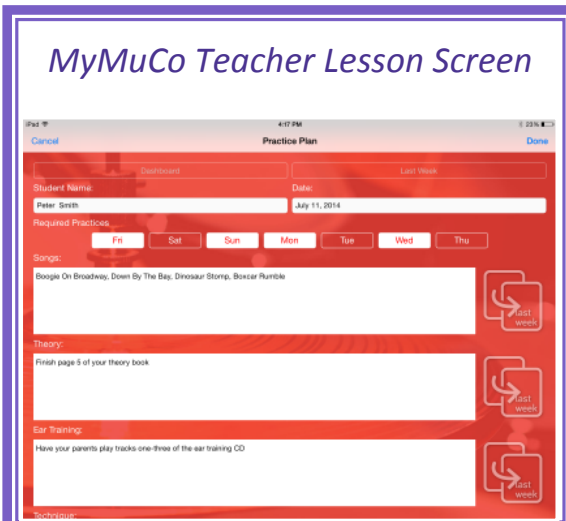 MyMuCo Teacher Lesson Screen
iPad 4:17 PM 23%
Cancel Practice Plan Done
Dashboard Last Week
Student Name: Date:
Peter Smith July 11, 2014
Required Practices
Fri Sat Sun Mon Tue Wed Thu
Songs:
Boogie On Broadway, Down By The Bay, Dinosaur Stomp, Boxcar Rumble
last
week
Theory:
Finish page 5 of your theory book
last
week
Ear Training:
Have your parents play tracks one-three of the ear training CD
last
week
Technique: